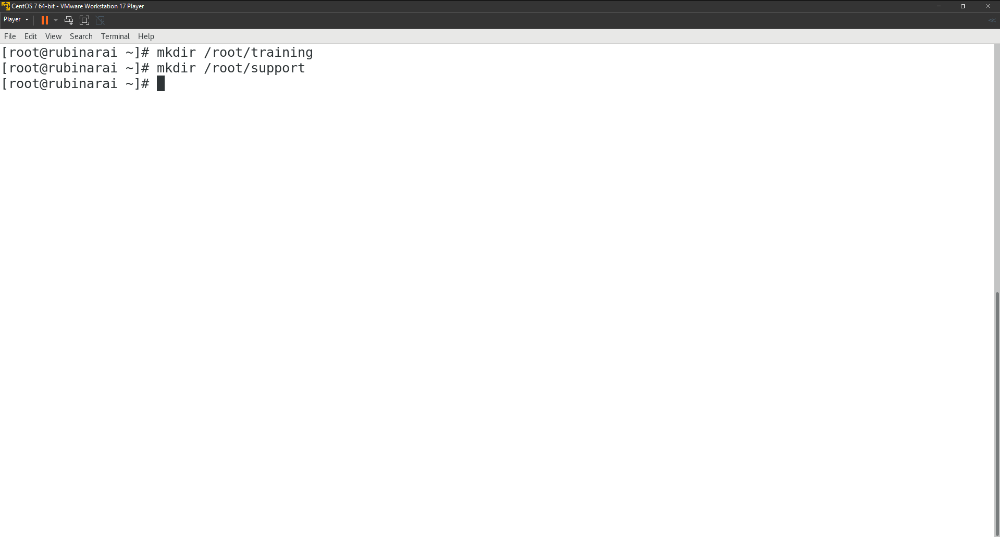 CentOS 7 64-bit - VMware Workstation 17 Player
Player
File Edit View Search Terminal Help
[root@rubinarai ~]# mkdir /root/training
[root@rubinarai ~]# mkdir /root/support
[root@rubinarai ~]#